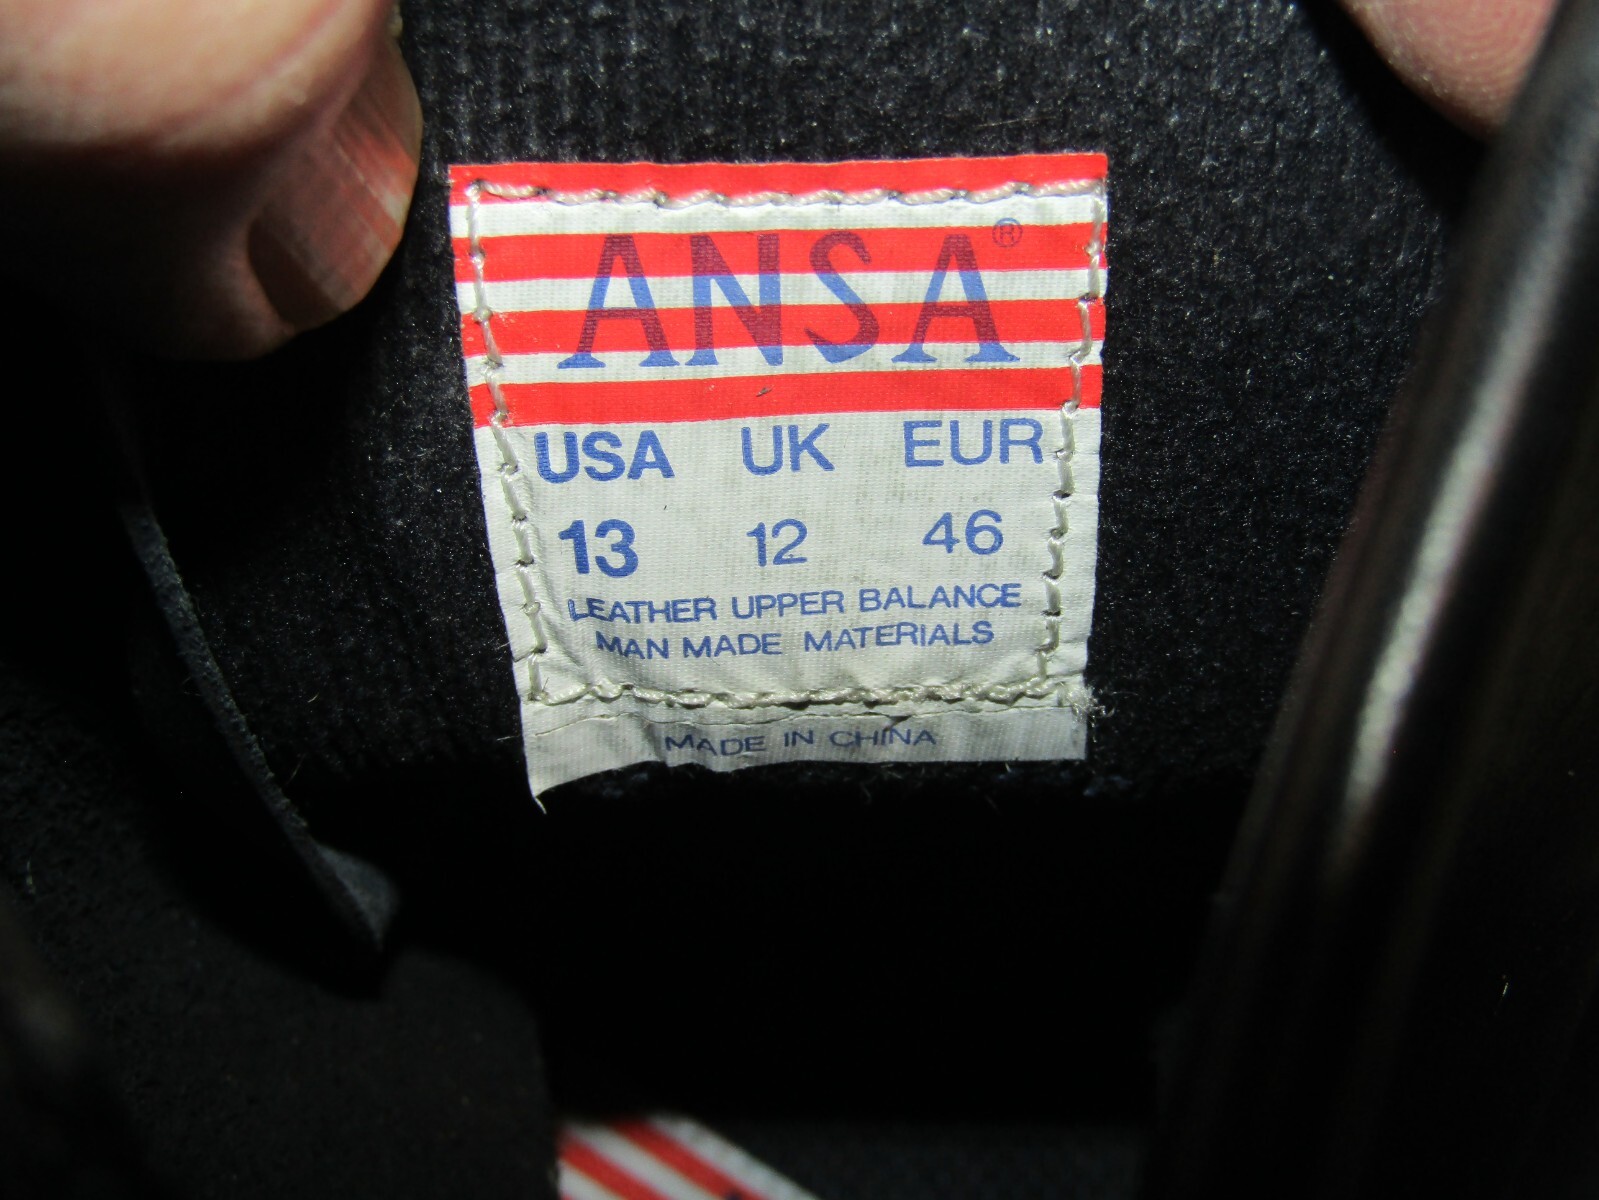 ANSA®
USA UK EUR
13 12 46
LEATHER UPPER BALANCE
MAN MADE MATERIALS
MADE IN CHINA